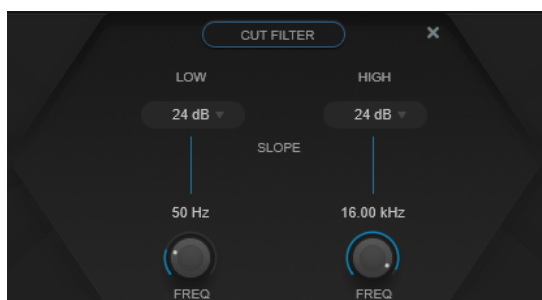 CUT FILTER
LOW HIGH
24 dB 24 dB
SLOPE
50 Hz 16.00 kHz
FREQ FREQ